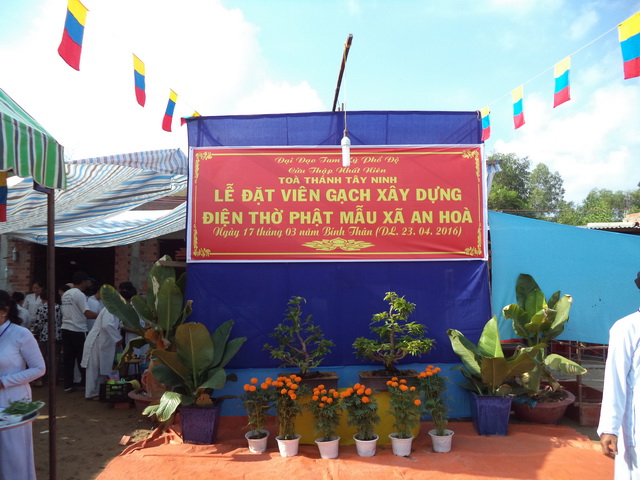 Đại Đạo Tam Kỳ Phổ Độ
Cửu Thập Nhất Niên
TOÀ THÁNH TÂY NINH
LỄ ĐẶT VIÊN GẠCH XÂY DỰNG
ĐIỆN THỜ PHẬT MẪU XÃ AN HOÀ
Ngày 17 tháng 03 năm Bính Thân (DL. 23. 04. 2016)